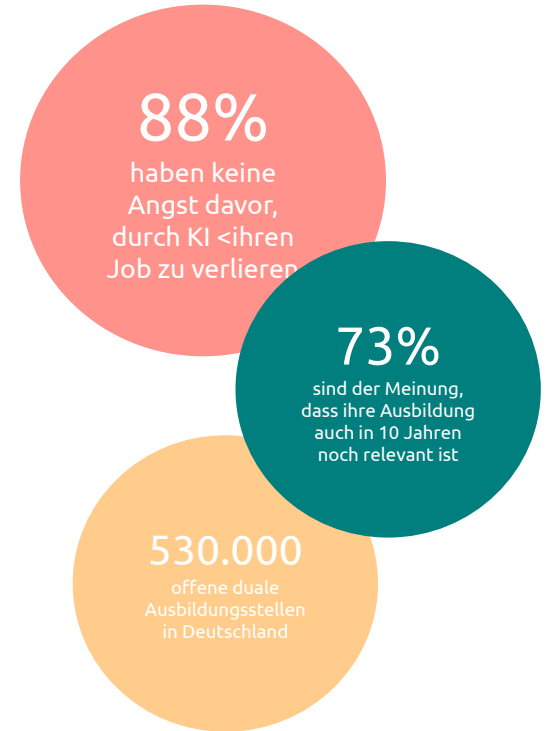 88%
haben keine
Angst davor,
durch KI <ihren
Job zu verlieren
73%
sind der Meinung,
dass ihre Ausbildung
auch in 10 Jahren
noch relevant ist
530.000
offene duale
Ausbildungsstellen
in Deutschland